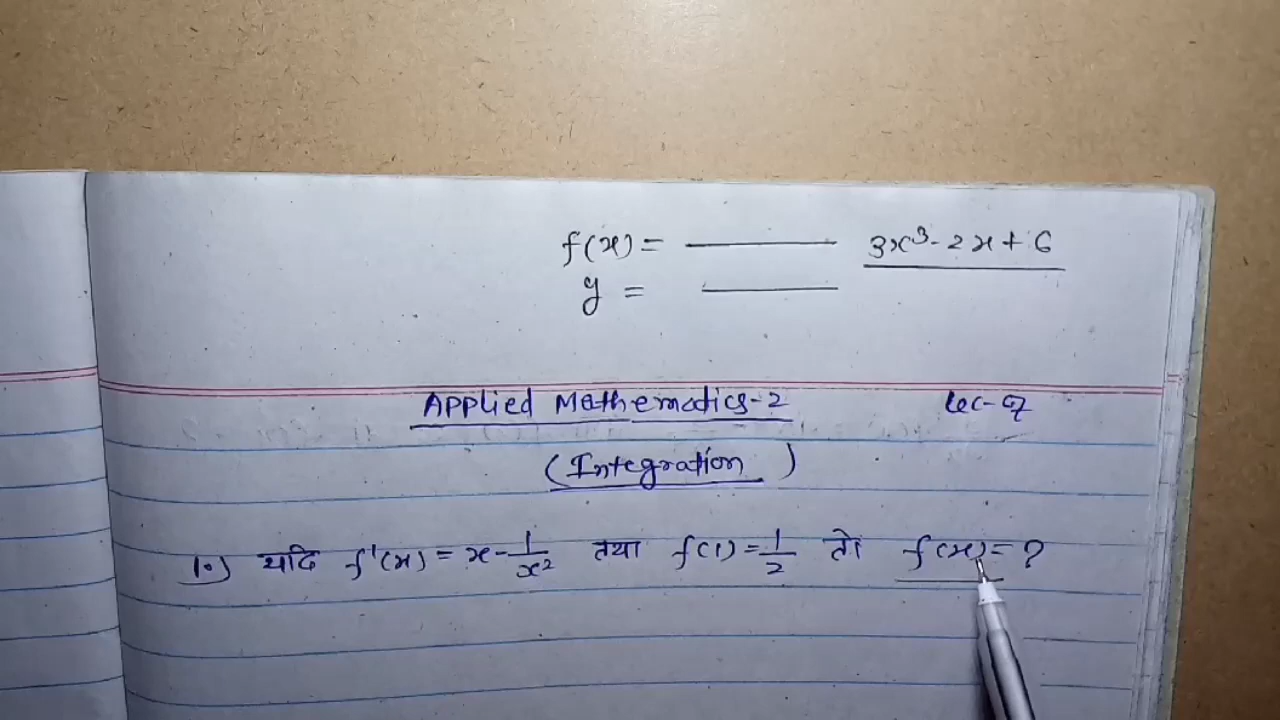 f(x) = ——— 3x³-2x+6
y = ———
Applied Mathematics-2 Lec-07
(Integration)
1.) यदि f'(x) = x - 1/x² तथा f(1) = 1/2 तो f(x) = ?